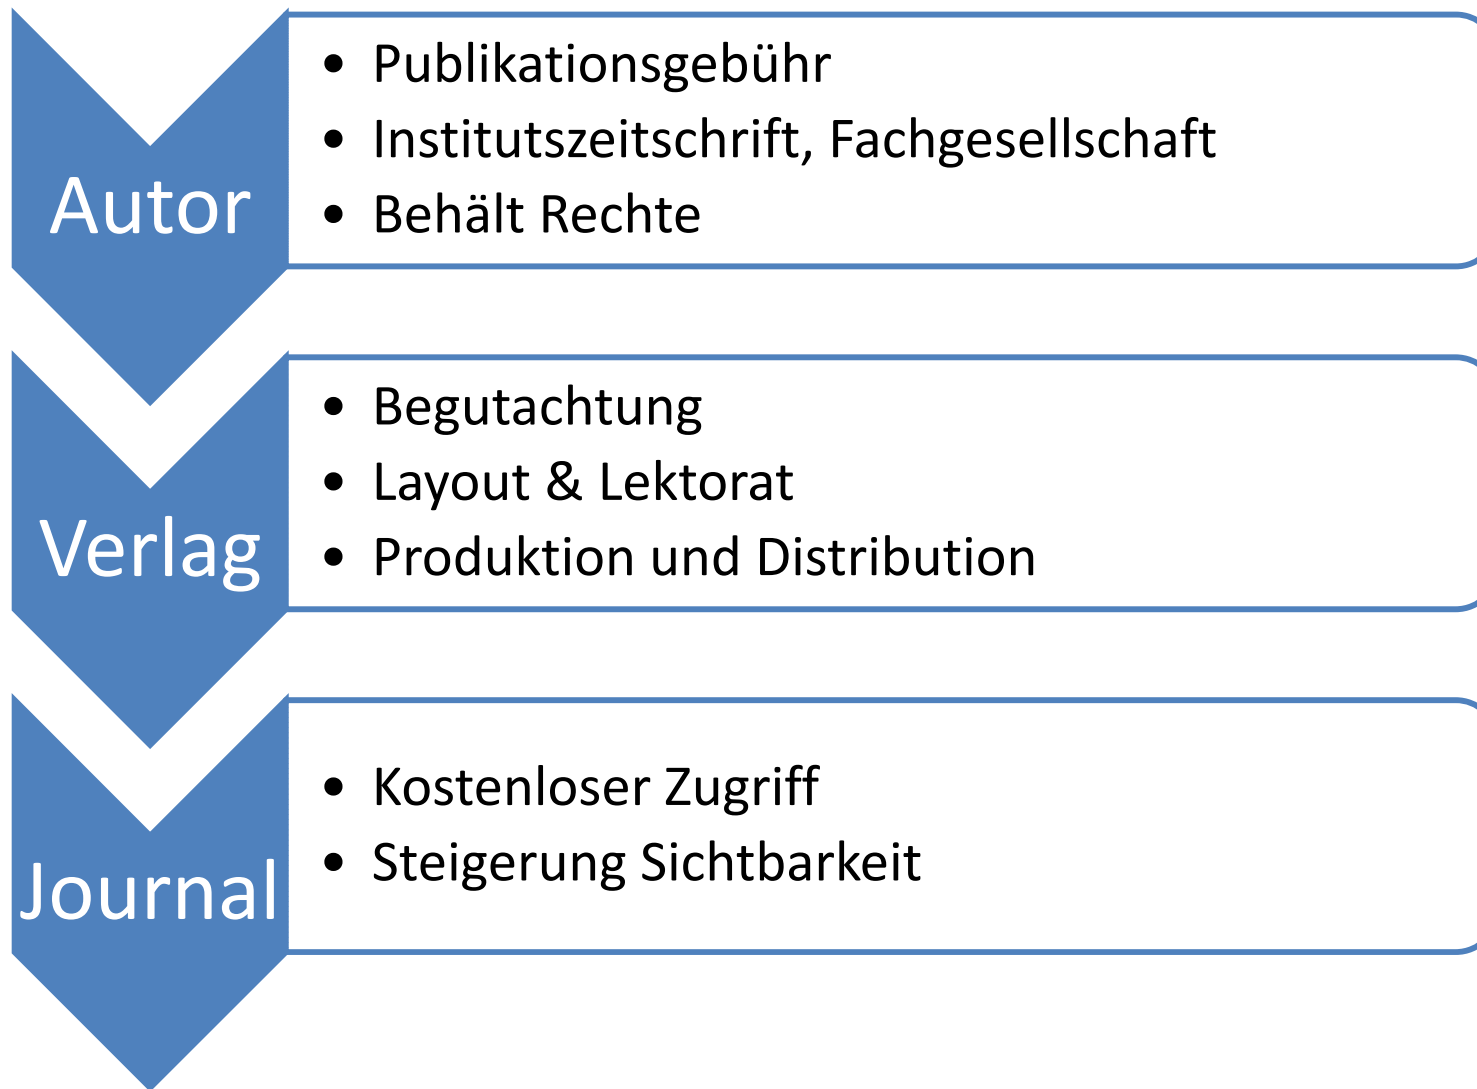 Autor
• Publikationsgebühr
• Institutszeitschrift, Fachgesellschaft
• Behält Rechte
Verlag
• Begutachtung
• Layout & Lektorat
• Produktion und Distribution
Journal
• Kostenloser Zugriff
• Steigerung Sichtbarkeit